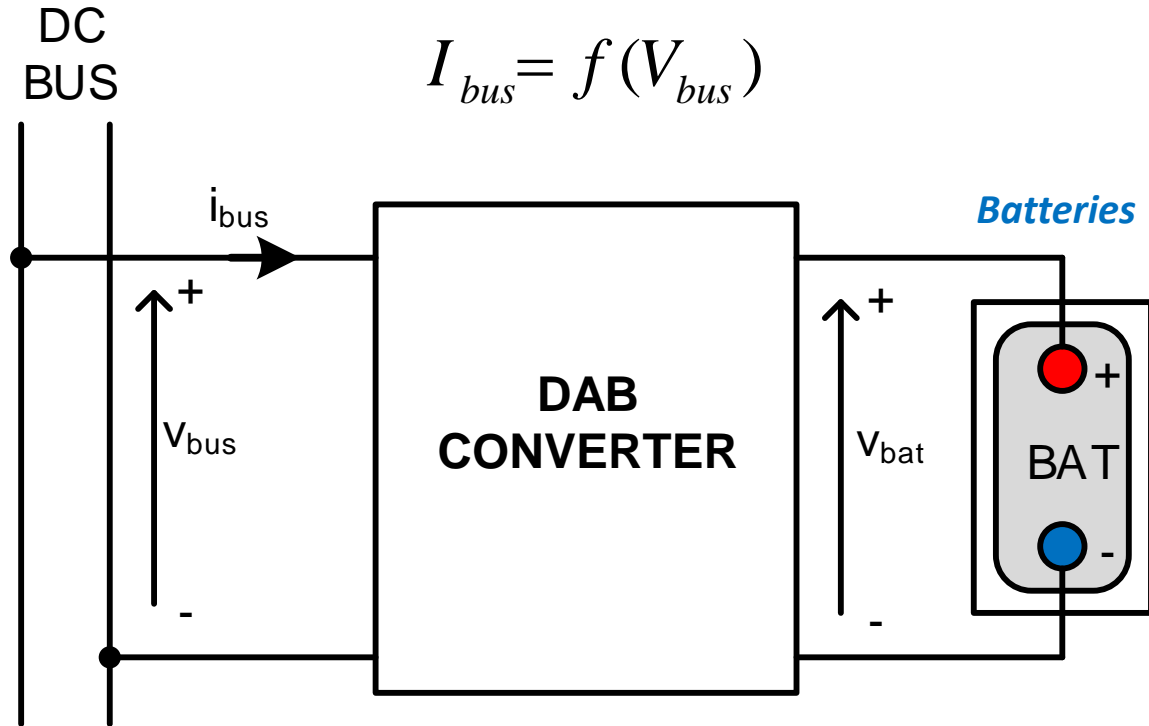 DC
BUS
I_bus = f(V_bus)
i_bus
Batteries
+
+
+
DAB
CONVERTER
v_bus
v_bat
BAT
-
-
-